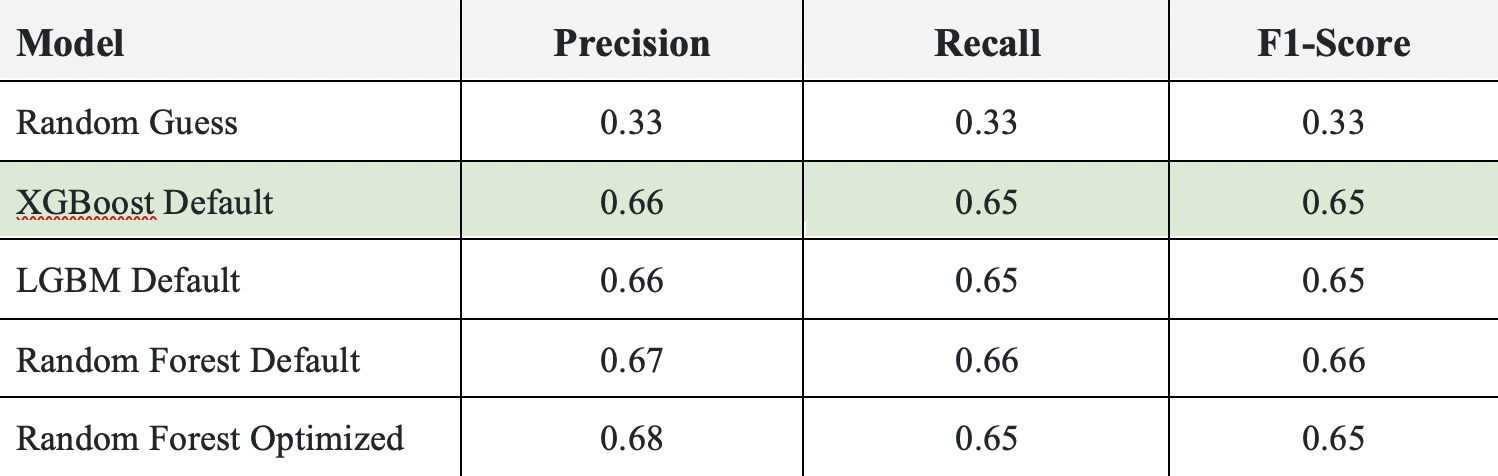 Model Precision Recall F1-Score
Random Guess 0.33 0.33 0.33
XGBoost Default 0.66 0.65 0.65
LGBM Default 0.66 0.65 0.65
Random Forest Default 0.67 0.66 0.66
Random Forest Optimized 0.68 0.65 0.65